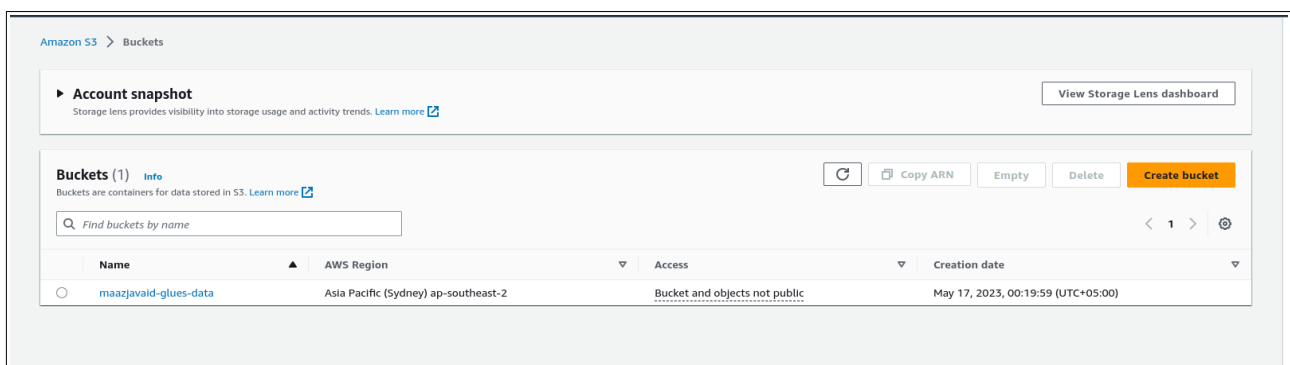 Amazon S3 > Buckets
Account snapshot
View Storage Lens dashboard
Storage lens provides visibility into storage usage and activity trends. Learn more
Buckets (1) Info
Copy ARN Empty Delete Create bucket
Buckets are containers for data stored in S3. Learn more
Find buckets by name
< 1 >
Name AWS Region Access Creation date
maazjavaid-glues-data Asia Pacific (Sydney) ap-southeast-2 Bucket and objects not public May 17, 2023, 00:19:59 (UTC+05:00)